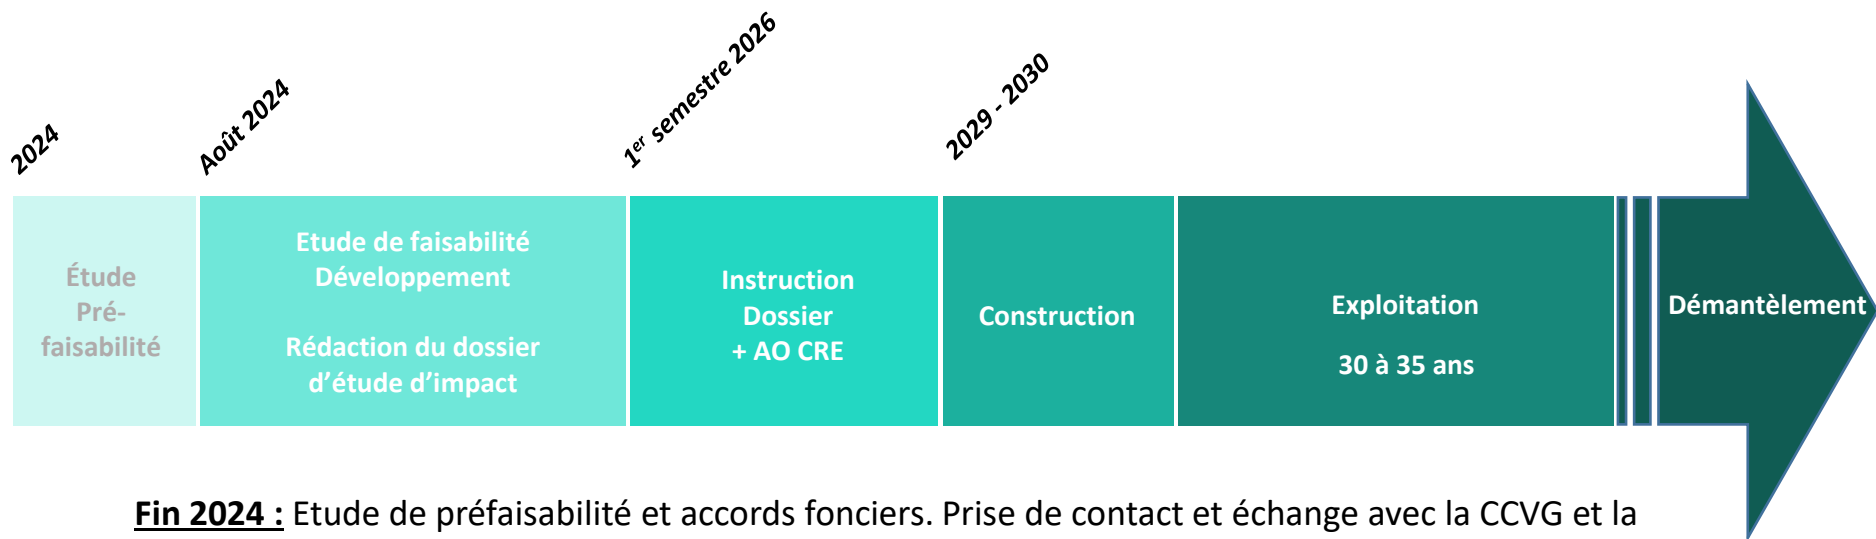 2024
Août 2024
1er semestre 2026
2029 - 2030
Étude
Pré-
faisabilité
Etude de faisabilité
Développement
Rédaction du dossier
d’étude d’impact
Instruction
Dossier
+ AO CRE
Construction
Exploitation
30 à 35 ans
Démantèlement
Fin 2024 : Etude de préfaisabilité et accords fonciers. Prise de contact et échange avec la CCVG et la